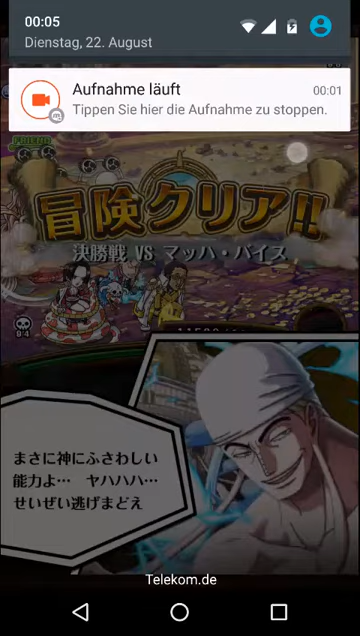 00:05
Dienstag, 22. August
Aufnahme läuft
00:01
Tippen Sie hier die Aufnahme zu stoppen.
FRIEND
冒険クリア!!
決勝戦 VS マッハ・バイス
94
まさに神にふさわしい
能力よ… ヤハハハ…
せいぜい逃げまどえ
Telekom.de